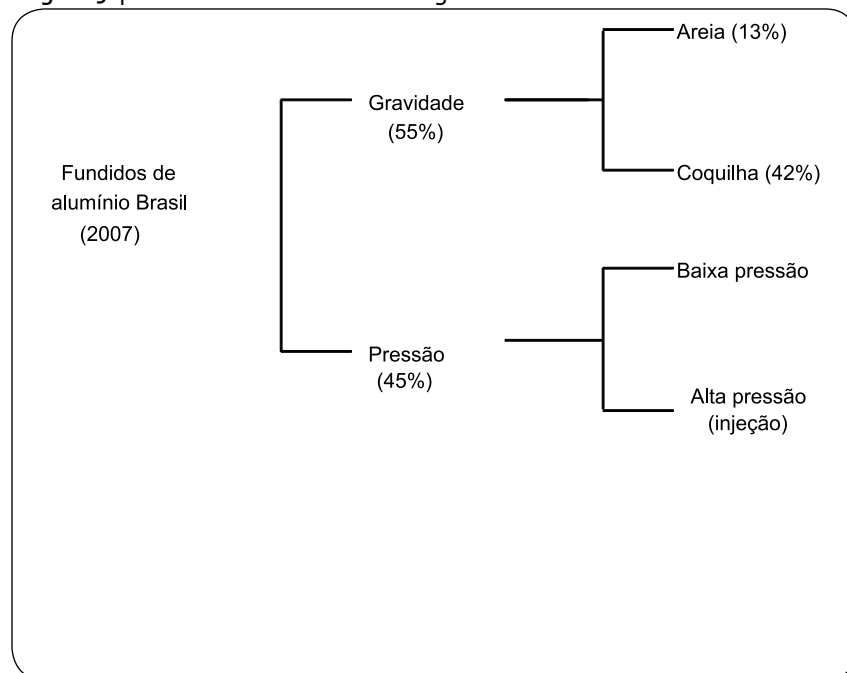 Areia (13%)
Gravidade
(55%)
Fundidos de
alumínio Brasil
(2007)
Coquilha (42%)
Baixa pressão
Pressão
(45%)
Alta pressão
(injeção)